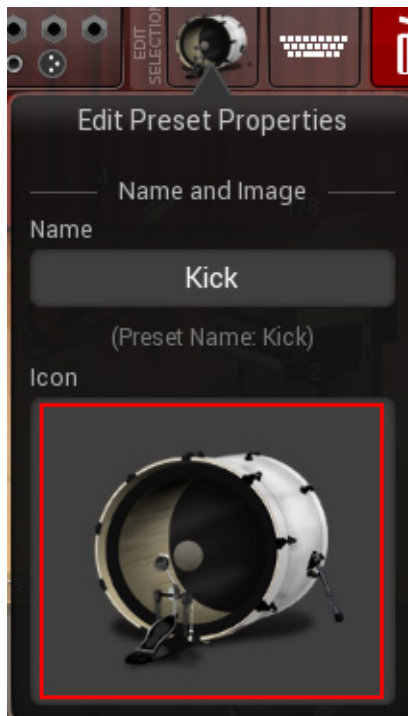 EDIT
SELECTION
Edit Preset Properties
Name and Image
Name
Kick
(Preset Name: Kick)
Icon